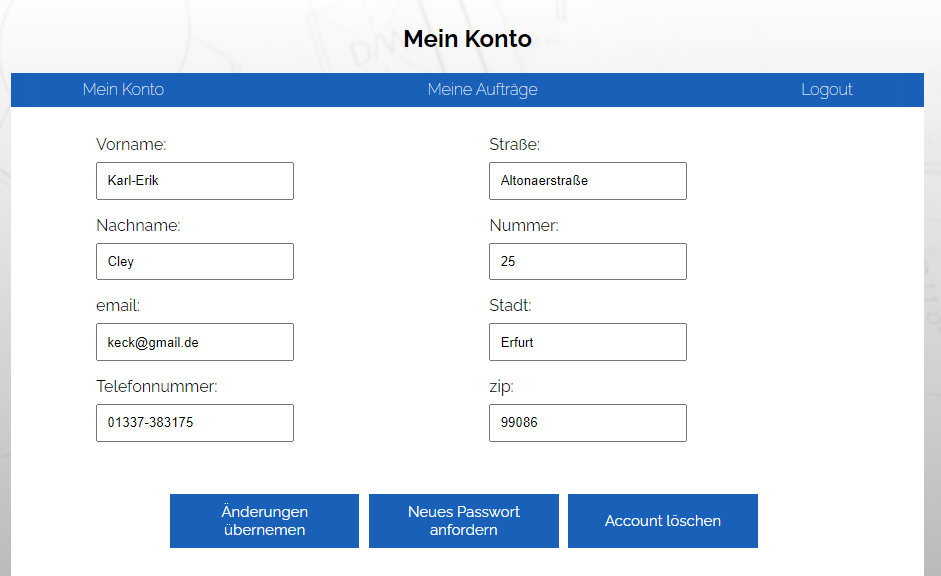 Mein Konto
Mein Konto
Meine Aufträge
Logout
Vorname:
Karl-Erik
Nachname:
Cley
email:
keck@gmail.de
Telefonnummer:
01337-383175
Straße:
Altonaerstraße
Nummer:
25
Stadt:
Erfurt
zip:
99086
Änderungen
übernemen
Neues Passwort
anfordern
Account löschen